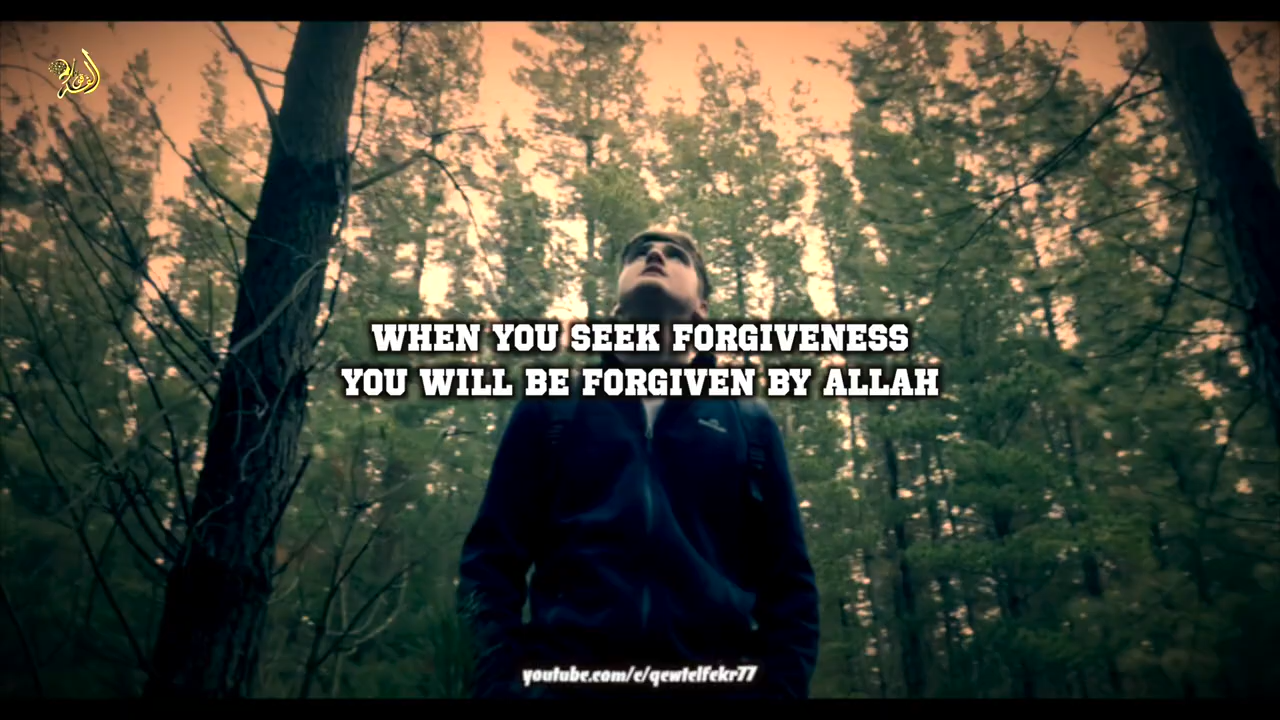 WHEN YOU SEEK FORGIVENESS
YOU WILL BE FORGIVEN BY ALLAH
youtube.com/c/qewtelfekr77